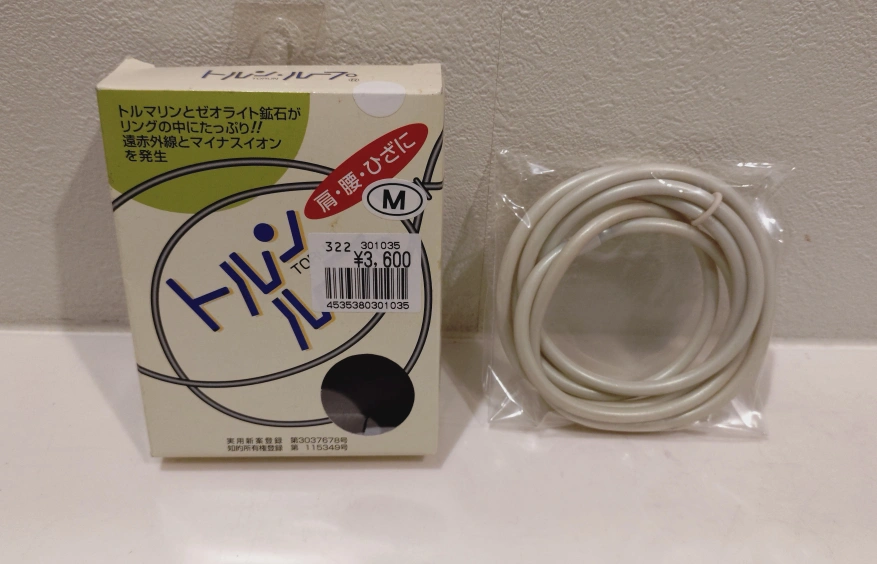 トルン・ループ®
トルマリンとゼオライト鉱石が
リングの中にたっぷり!!
遠赤外線とマイナスイオン
を発生
肩・腰・ひざに
M
トルン
ル
322 301035
¥3,600
4535380301035
実用新案登録 第3037678号
知的所有権登録 第 115349号